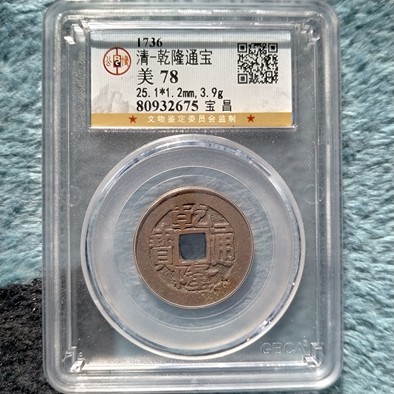 1736
清-乾隆通宝
美 78
25.1*1.2mm,3.9g
80932675 宝 昌
★ 文物鉴定委员会监制 ★
乾隆通寶